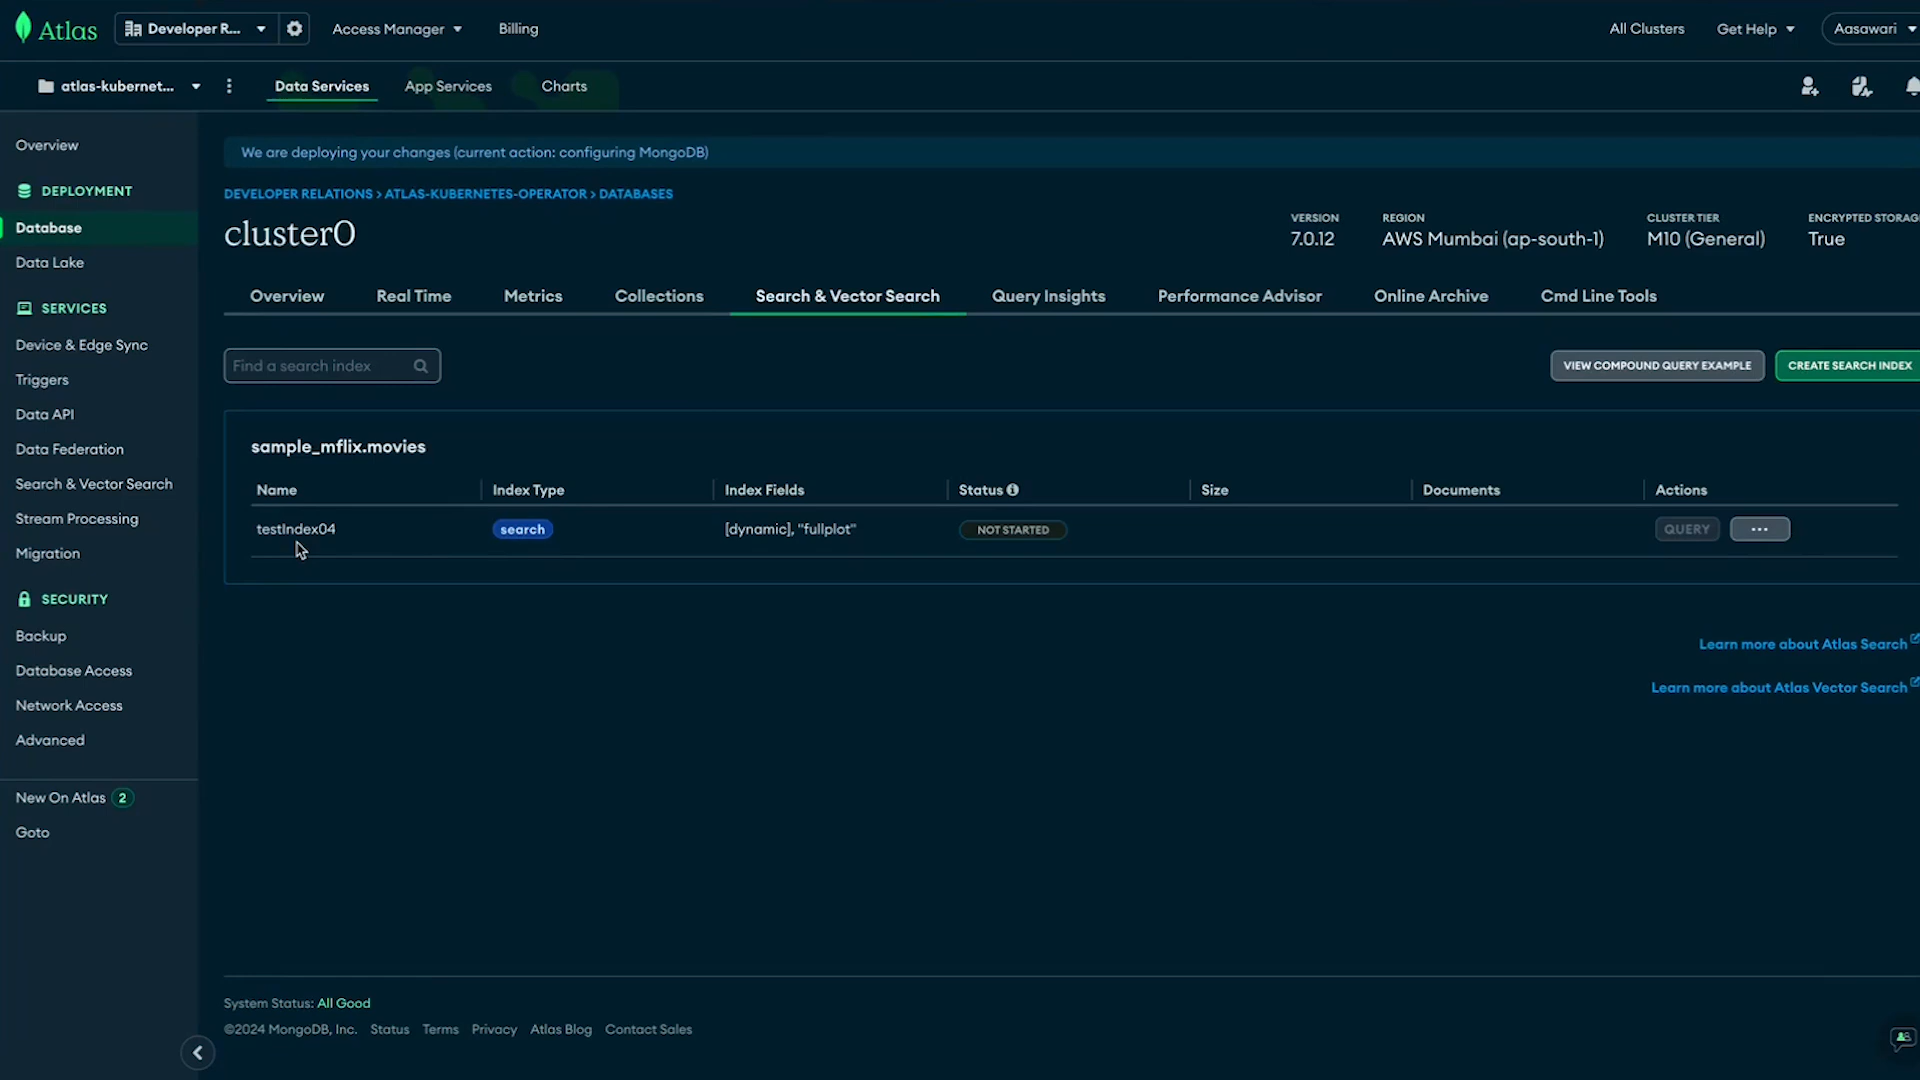 Atlas
Developer R...
Access Manager
Billing
All Clusters
Get Help
Aasawari
atlas-kubernet...
Data Services
App Services
Charts
Overview
DEPLOYMENT
Database
Data Lake
SERVICES
Device & Edge Sync
Triggers
Data API
Data Federation
Search & Vector Search
Stream Processing
Migration
SECURITY
Backup
Database Access
Network Access
Advanced
New On Atlas 2
Goto
We are deploying your changes (current action: configuring MongoDB)
DEVELOPER RELATIONS > ATLAS-KUBERNETES-OPERATOR > DATABASES
cluster0
VERSION
7.0.12
REGION
AWS Mumbai (ap-south-1)
CLUSTER TIER
M10 (General)
ENCRYPTED STORAG
True
Overview
Real Time
Metrics
Collections
Search & Vector Search
Query Insights
Performance Advisor
Online Archive
Cmd Line Tools
Find a search index
VIEW COMPOUND QUERY EXAMPLE
CREATE SEARCH INDEX
sample_mflix.movies
Name Index Type Index Fields Status Size Documents Actions
testIndex04 search [dynamic], "fullplot" NOT STARTED QUERY ...
Learn more about Atlas Search
Learn more about Atlas Vector Search
System Status: All Good
©2024 MongoDB, Inc. Status Terms Privacy Atlas Blog Contact Sales